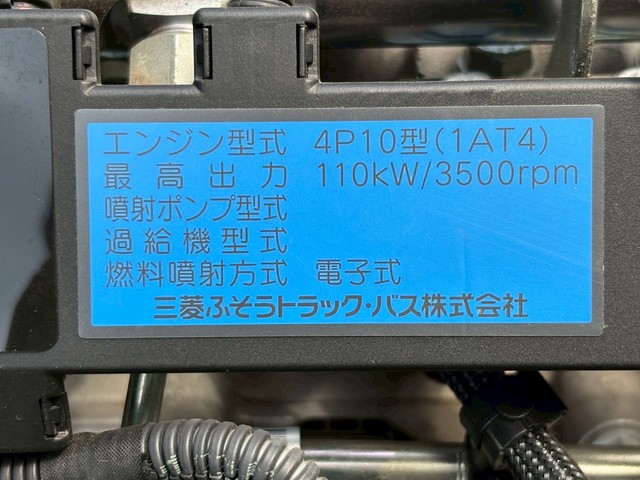 エンジン型式 4P10型(1AT4)
最高出力 110kW/3500rpm
噴射ポンプ型式
過給機型式
燃料噴射方式 電子式
三菱ふそうトラック・バス株式会社